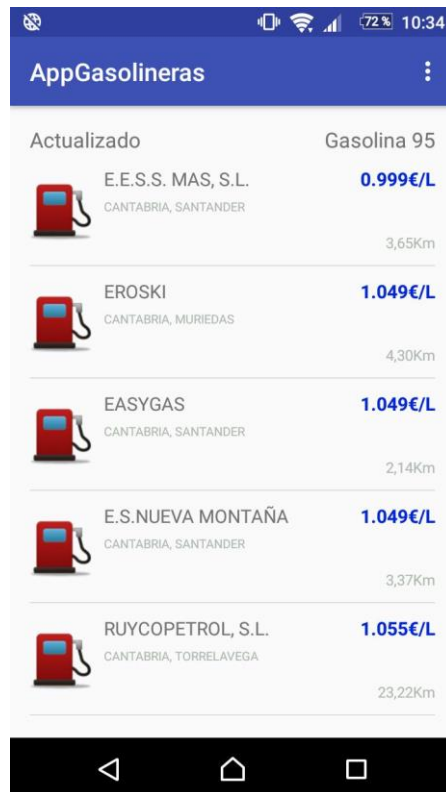 72% 10:34
AppGasolineras
Actualizado Gasolina 95
E.E.S.S. MAS, S.L. 0.999€/L
CANTABRIA, SANTANDER
3,65Km
EROSKI 1.049€/L
CANTABRIA, MURIEDAS
4,30Km
EASYGAS 1.049€/L
CANTABRIA, SANTANDER
2,14Km
E.S.NUEVA MONTAÑA 1.049€/L
CANTABRIA, SANTANDER
3,37Km
RUYCOPETROL, S.L. 1.055€/L
CANTABRIA, TORRELAVEGA
23,22Km